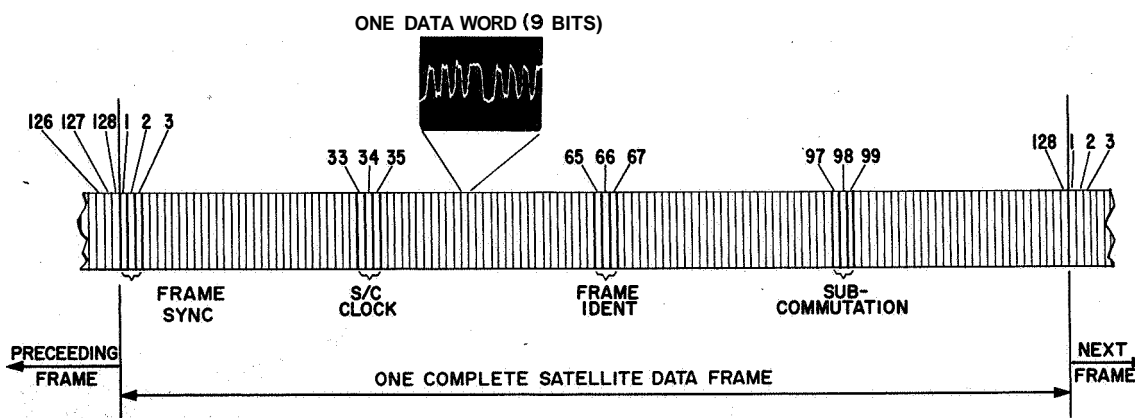 ONE DATA WORD (9 BITS)
126 127 128 1 2 3
33 34 35
65 66 67
97 98 99
128 1 2 3
FRAME
SYNC
S/C
CLOCK
FRAME
IDENT
SUB-
COMMUTATION
PRECEEDING
FRAME
ONE COMPLETE SATELLITE DATA FRAME
NEXT
FRAME